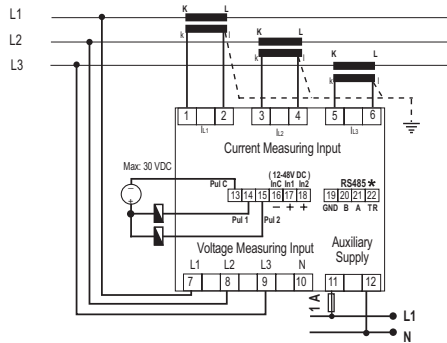 L1
L2
L3
K L
k l
K L
k l
K L
k l
1 2 3 4 5 6
IL1 IL2 IL3
Current Measuring Input
Max: 30 VDC
(12-48V DC)
Pul C InC In1 In2 RS485 *
13 14 15 16 17 18 19 20 21 22
− + + GND B A TR
Pul 1 Pul 2
− +
Voltage Measuring Input
Auxiliary
Supply
L1 L2 L3 N
7 8 9 10 11 12
1 A
L1
N